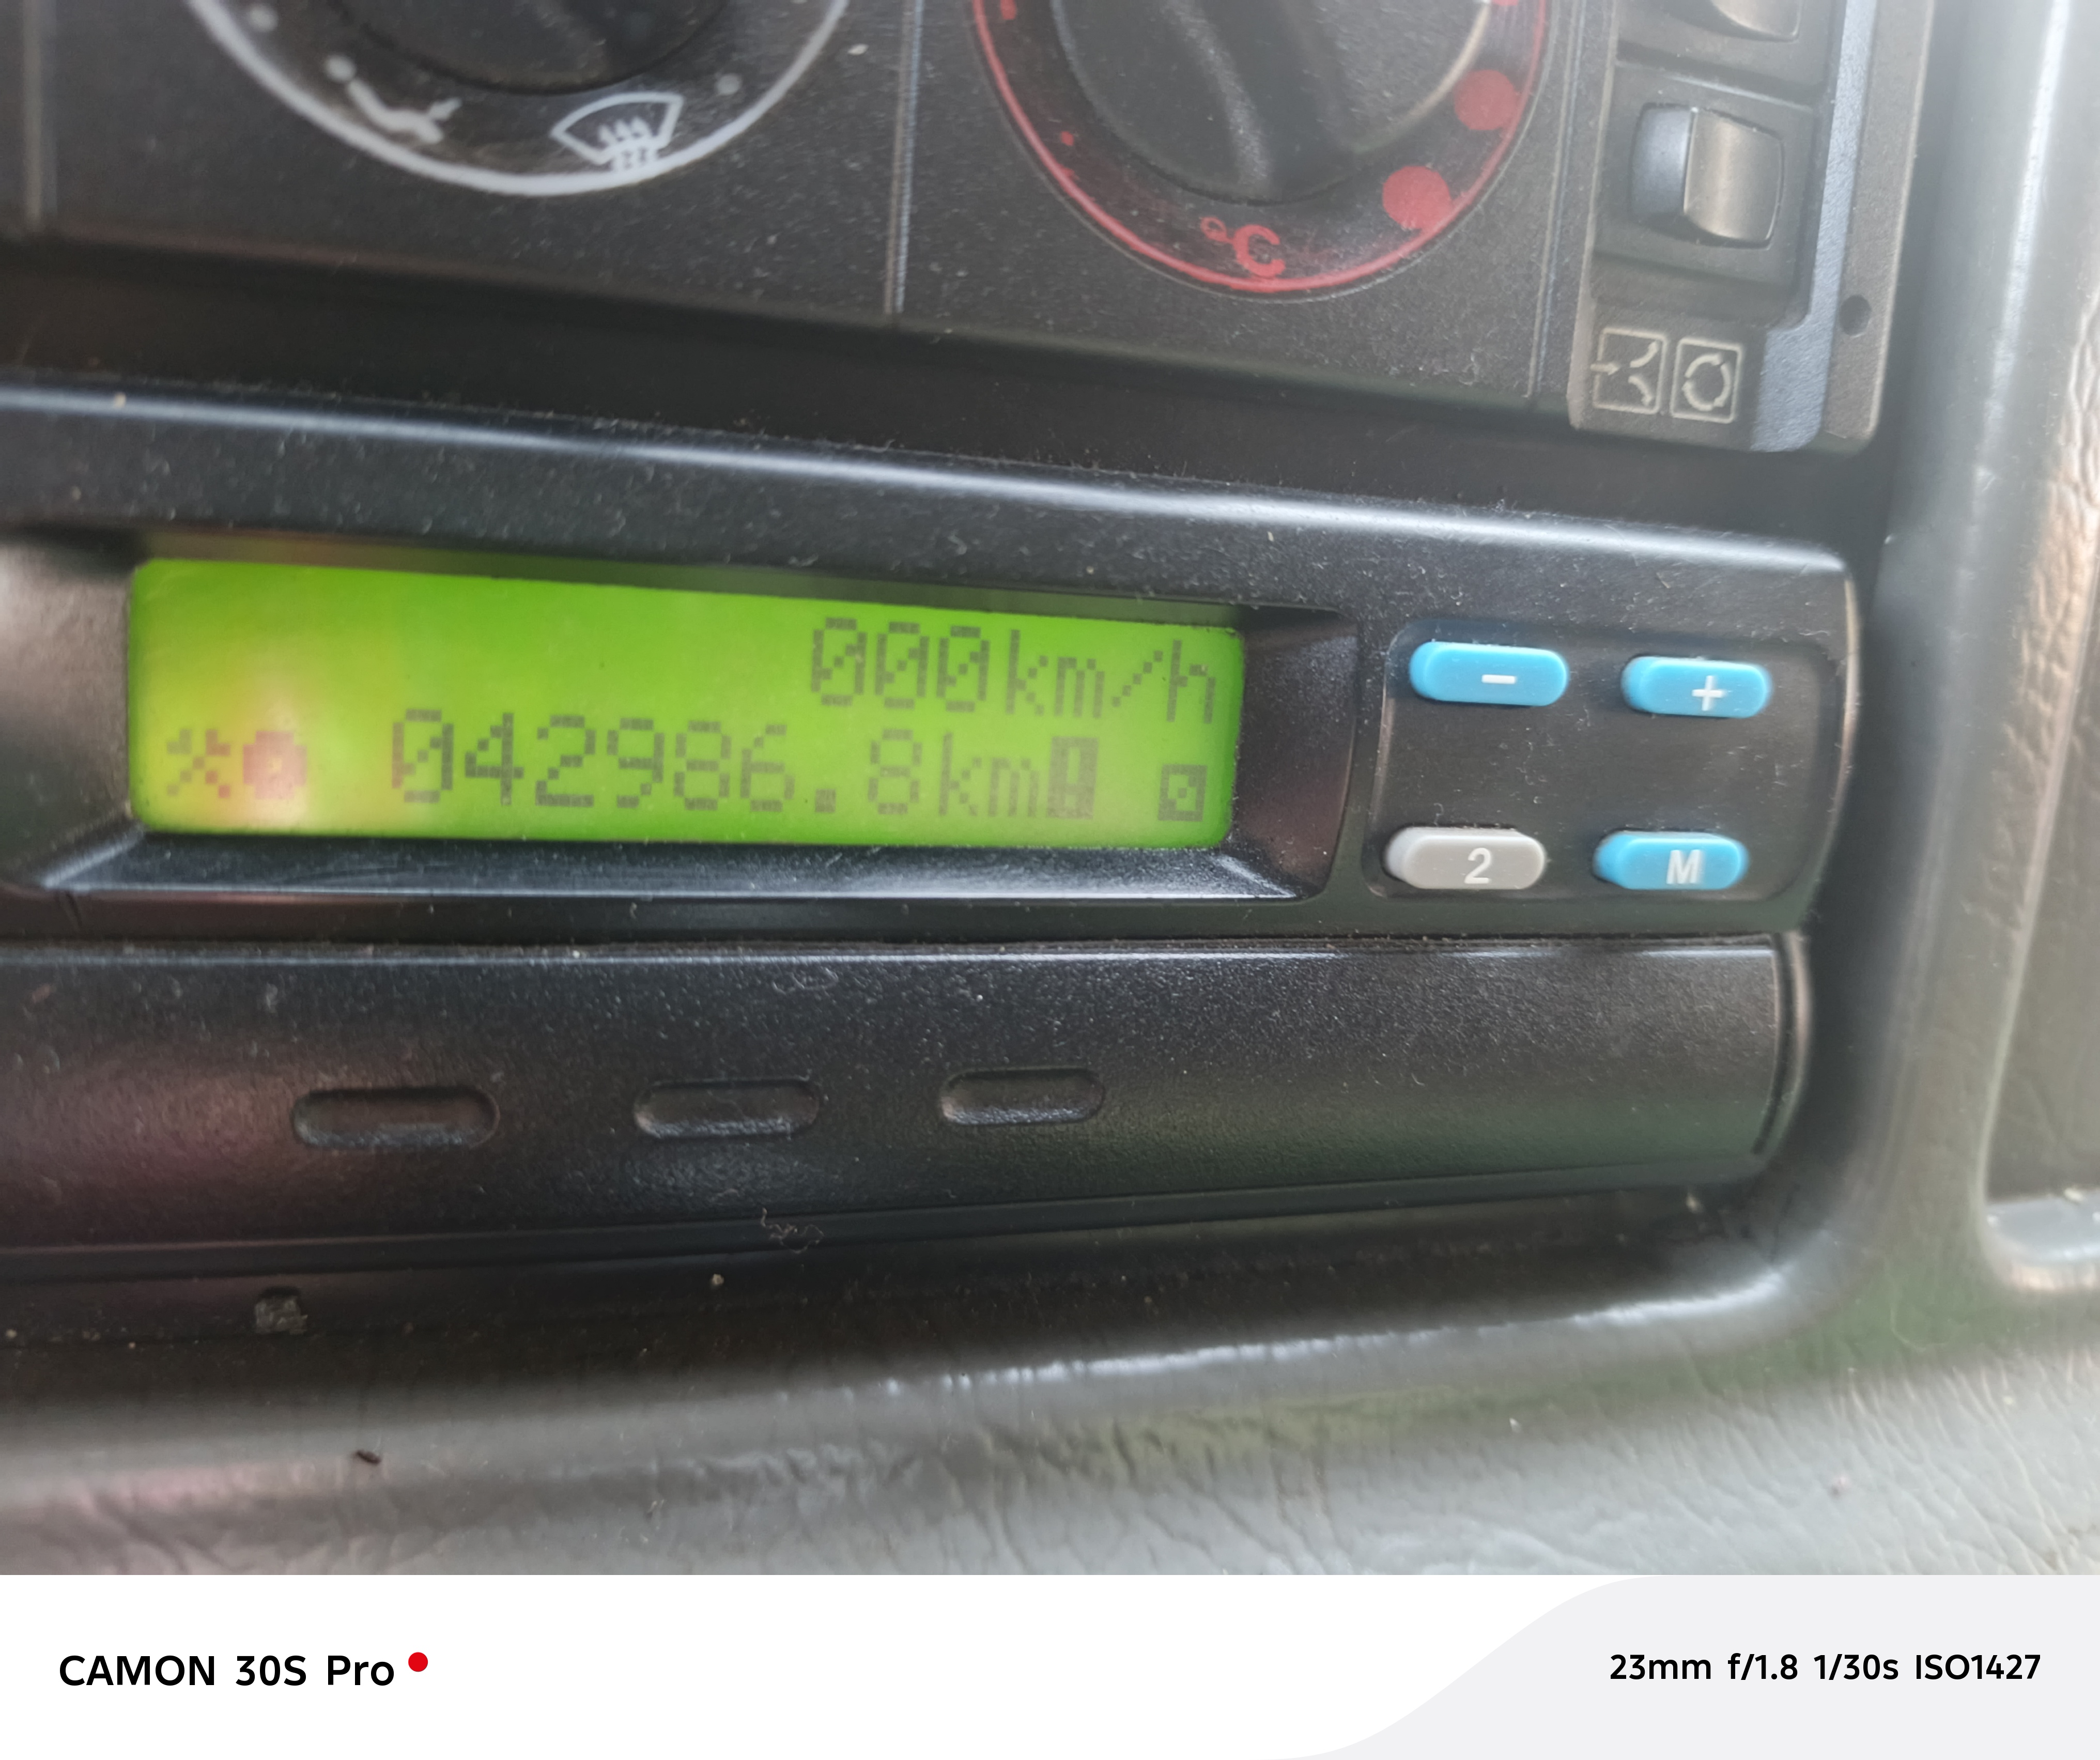 °C
000km/h
042986.8km!
-
+
2
M
CAMON 30S Pro
23mm f/1.8 1/30s ISO1427